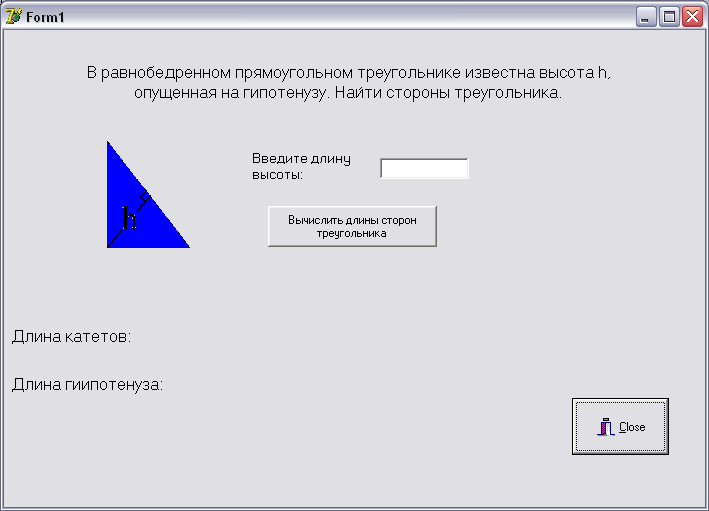 Form1
В равнобедренном прямоугольном треугольнике известна высота h,
опущенная на гипотенузу. Найти стороны треугольника.
Введите длину
высоты:
h
Вычислить длины сторон
треугольника
Длина катетов:
Длина гиипотенуза:
Close